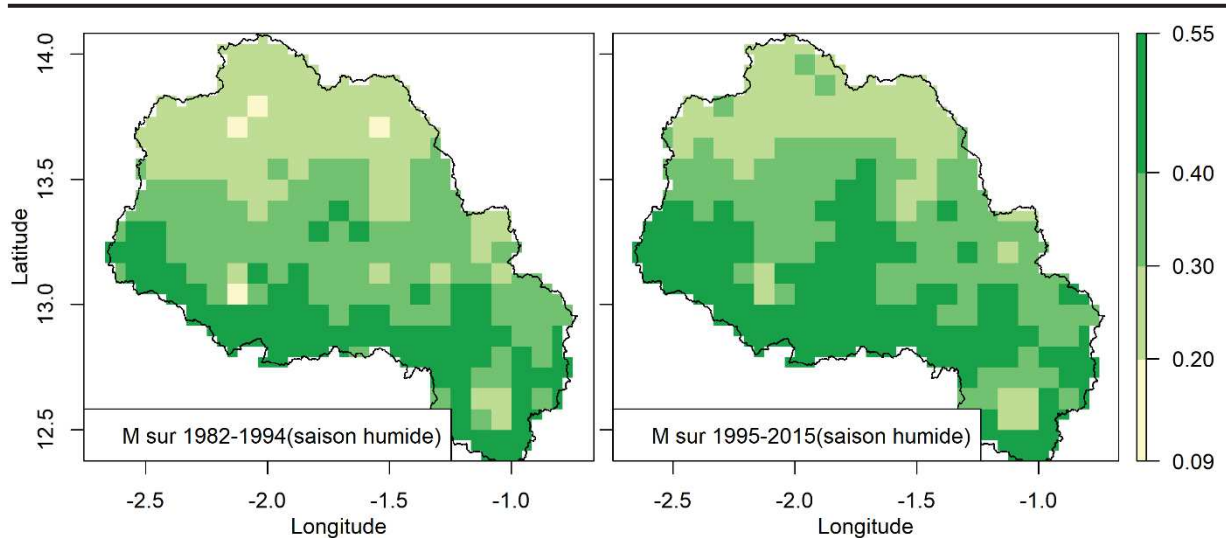 14.0
13.5
13.0
12.5
Latitude
M sur 1982-1994(saison humide)
-2.5 -2.0 -1.5 -1.0
Longitude
M sur 1995-2015(saison humide)
-2.5 -2.0 -1.5 -1.0
Longitude
0.55
0.40
0.30
0.20
0.09